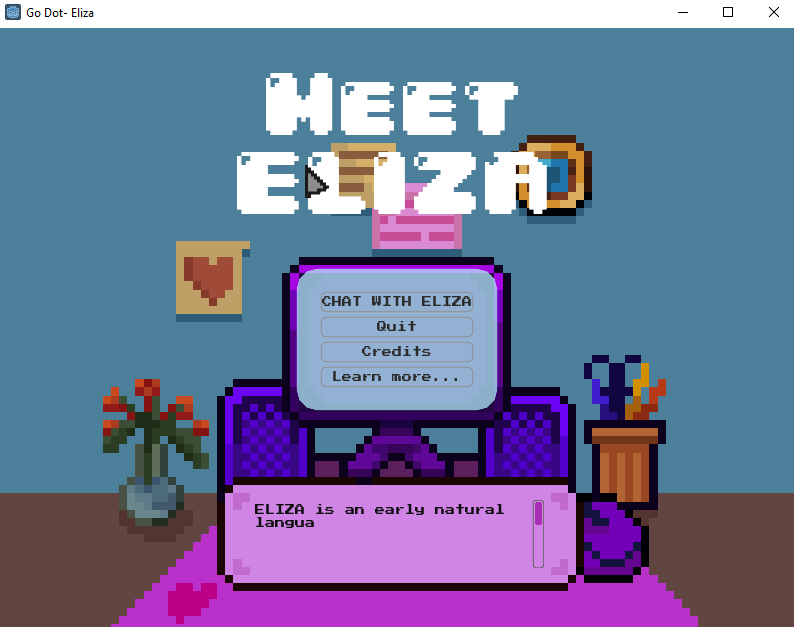 Go Dot- Eliza
MEET
ELIZA
CHAT WITH ELIZA
Quit
Credits
Learn more...
ELIZA is an early natural
langua